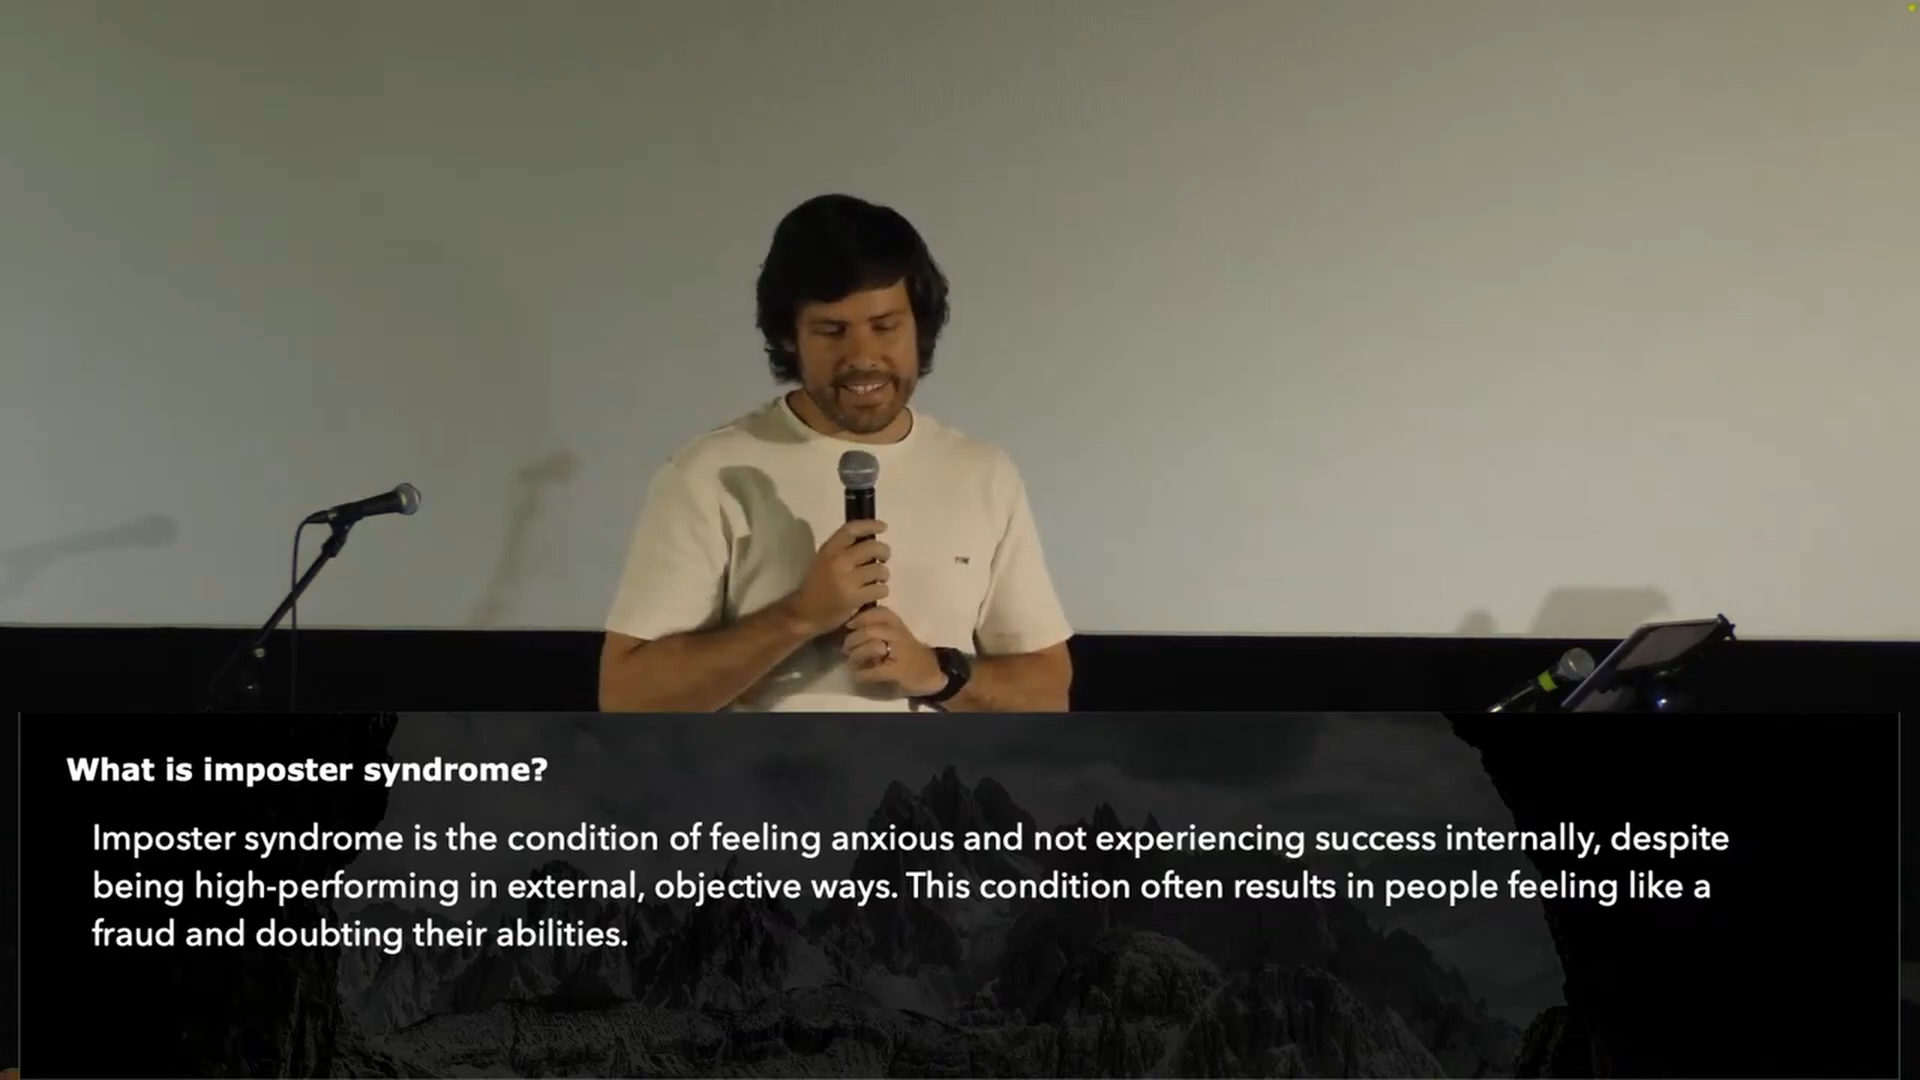 What is imposter syndrome?
Imposter syndrome is the condition of feeling anxious and not experiencing success internally, despite
being high-performing in external, objective ways. This condition often results in people feeling like a
fraud and doubting their abilities.